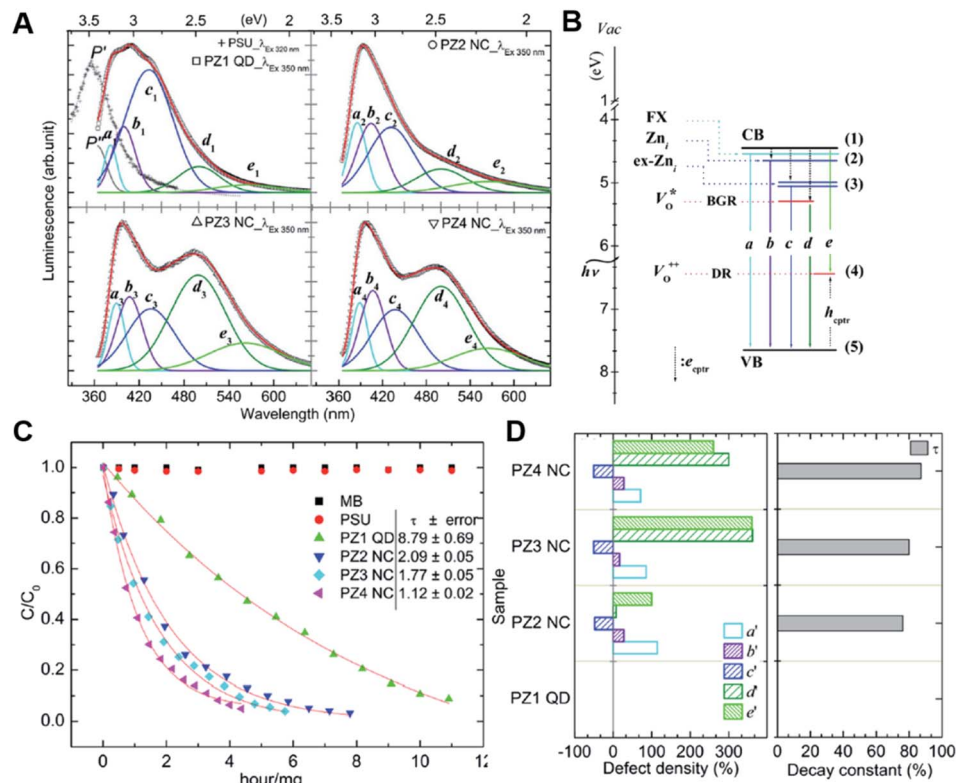 A
3.5 3 2.5 (eV) 3.5 3 2.5 2
+ PSU_λEx 320 nm
□ PZ1 QD_λEx 350 nm
P'
P''
a1
b1
c1
d1
e1
○ PZ2 NC_λEx 350 nm
a2
b2
c2
d2
e2
△ PZ3 NC_λEx 350 nm
a3
b3
c3
d3
e3
▽ PZ4 NC_λEx 350 nm
a4
b4
c4
d4
e4
Luminescence (arb.unit)
360 420 480 560 360 420 480 560
Wavelength (nm)
B
Vac
(eV)
1
4
5
6
hν
7
8
FX
Zni
ex-Zni
VO*
BGR
VO++
DR
CB
(1)
(2)
(3)
a b c d e
(4)
hcptr
(5)
VB
:ecptr
C
C/C0
1.0
0.8
0.6
0.4
0.2
0.0
MB
PSU τ ± error
PZ1 QD 8.79 ± 0.69
PZ2 NC 2.09 ± 0.05
PZ3 NC 1.77 ± 0.05
PZ4 NC 1.12 ± 0.02
0 2 4 6 8 10 12
hour/mg
D
Sample
PZ4 NC
PZ3 NC
PZ2 NC
PZ1 QD
a'
b'
c'
d'
e'
τ
-100 0 100 200 300
Defect density (%)
0 20 40 60 80 100
Decay constant (%)